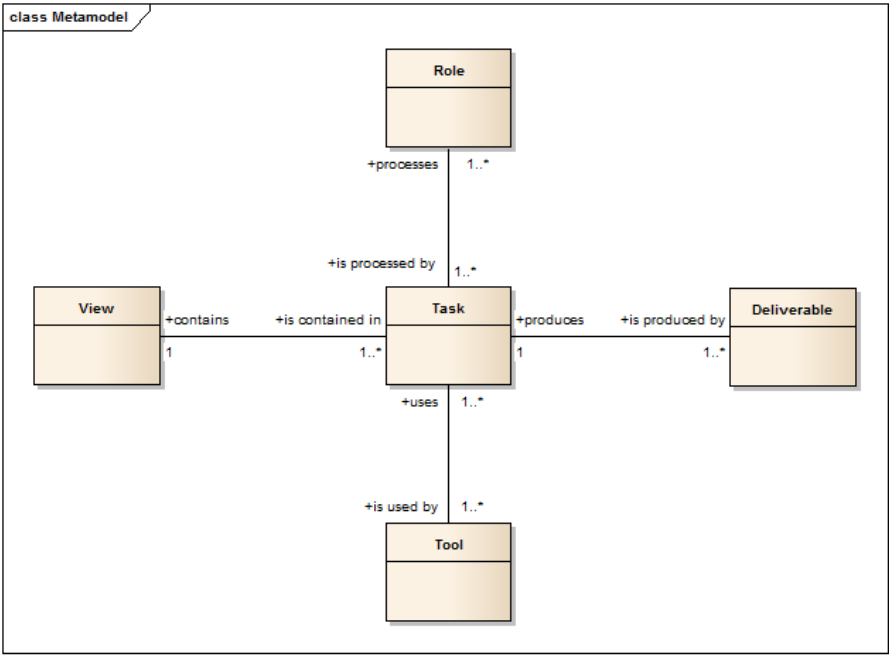 class Metamodel
Role
+processes 1..*
+is processed by 1..*
View
+contains
+is contained in
Task
+produces
+is produced by
Deliverable
1
1..*
1
1..*
+uses 1..*
+is used by 1..*
Tool